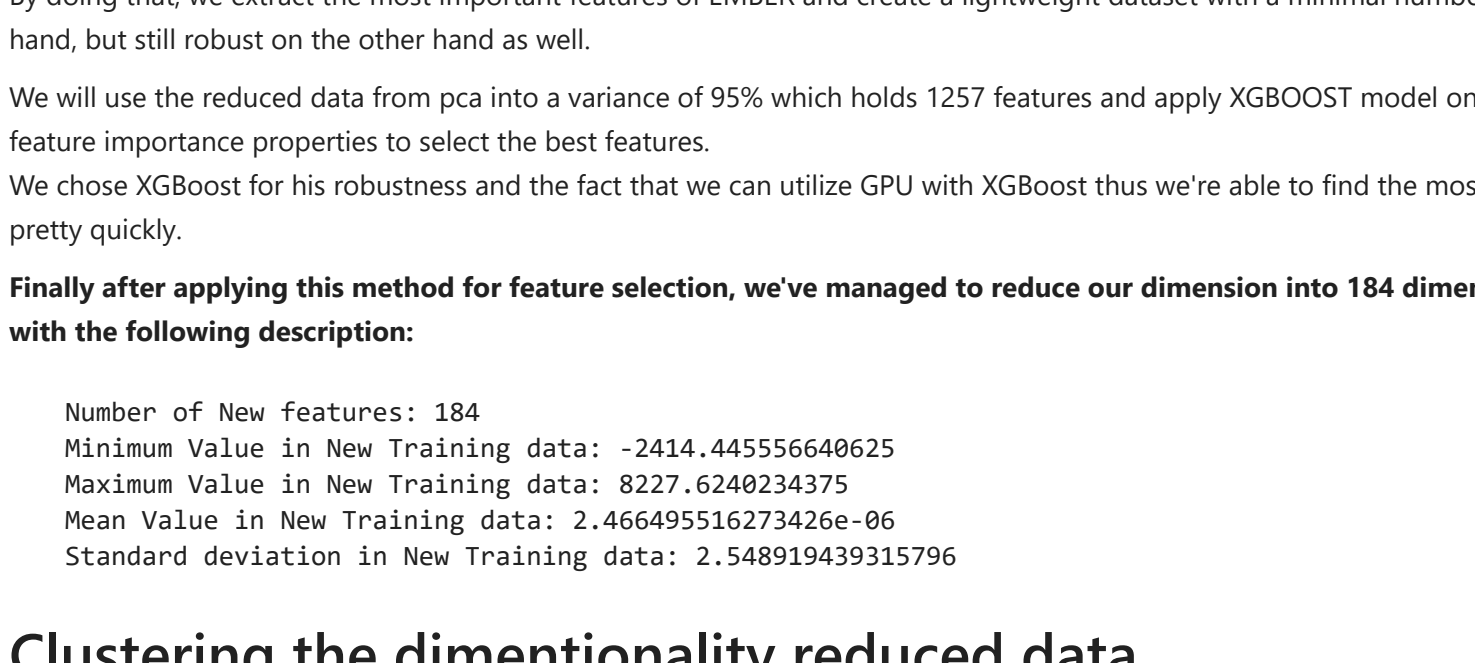 By doing that, we extract the most important features of EMBER and create a lightweight dataset with a minimal numbe
hand, but still robust on the other hand as well.
We will use the reduced data from pca into a variance of 95% which holds 1257 features and apply XGBOOST model on
feature importance properties to select the best features.
We chose XGBoost for his robustness and the fact that we can utilize GPU with XGBoost thus we're able to find the mos
pretty quickly.
Finally after applying this method for feature selection, we've managed to reduce our dimension into 184 dimen
with the following description:
Number of New features: 184
Minimum Value in New Training data: -2414.445556640625
Maximum Value in New Training data: 8227.6240234375
Mean Value in New Training data: 2.466495516273426e-06
Standard deviation in New Training data: 2.548919439315796
Clustering the dimentionality reduced data